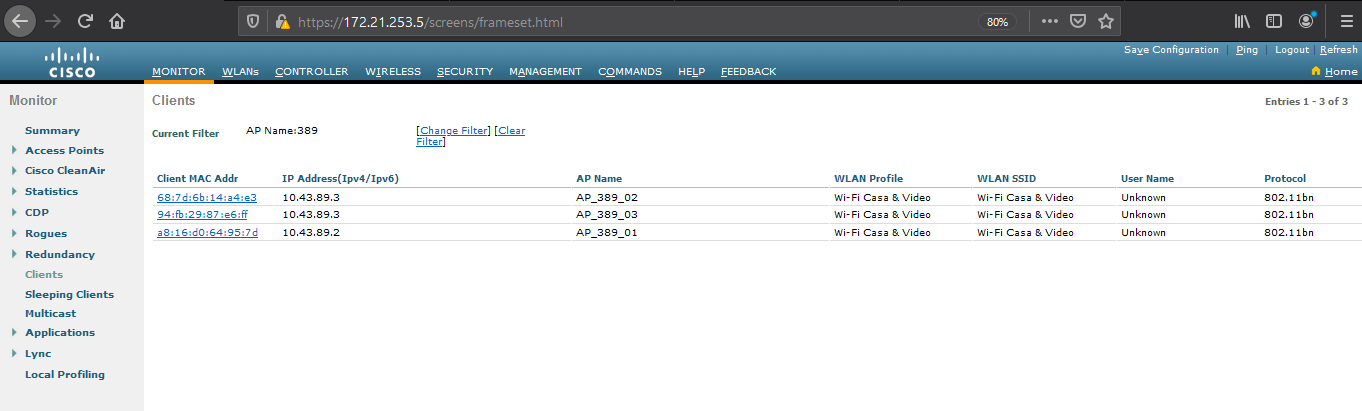 https://172.21.253.5/screens/frameset.html 80%
Save Configuration Ping Logout Refresh
CISCO
MONITOR WLANs CONTROLLER WIRELESS SECURITY MANAGEMENT COMMANDS HELP FEEDBACK Home
Monitor
Summary
Access Points
Cisco CleanAir
Statistics
CDP
Rogues
Redundancy
Clients
Sleeping Clients
Multicast
Applications
Lync
Local Profiling
Clients
Entries 1 - 3 of 3
Current Filter AP Name:389 [Change Filter] [Clear
Filter]
Client MAC Addr IP Address(Ipv4/Ipv6) AP Name WLAN Profile WLAN SSID User Name Protocol
68:7d:6b:14:a4:e3 10.43.89.3 AP_389_02 Wi-Fi Casa & Video Wi-Fi Casa & Video Unknown 802.11bn
94:fb:29:87:e6:ff 10.43.89.3 AP_389_03 Wi-Fi Casa & Video Wi-Fi Casa & Video Unknown 802.11bn
a8:16:d0:64:95:7d 10.43.89.2 AP_389_01 Wi-Fi Casa & Video Wi-Fi Casa & Video Unknown 802.11bn